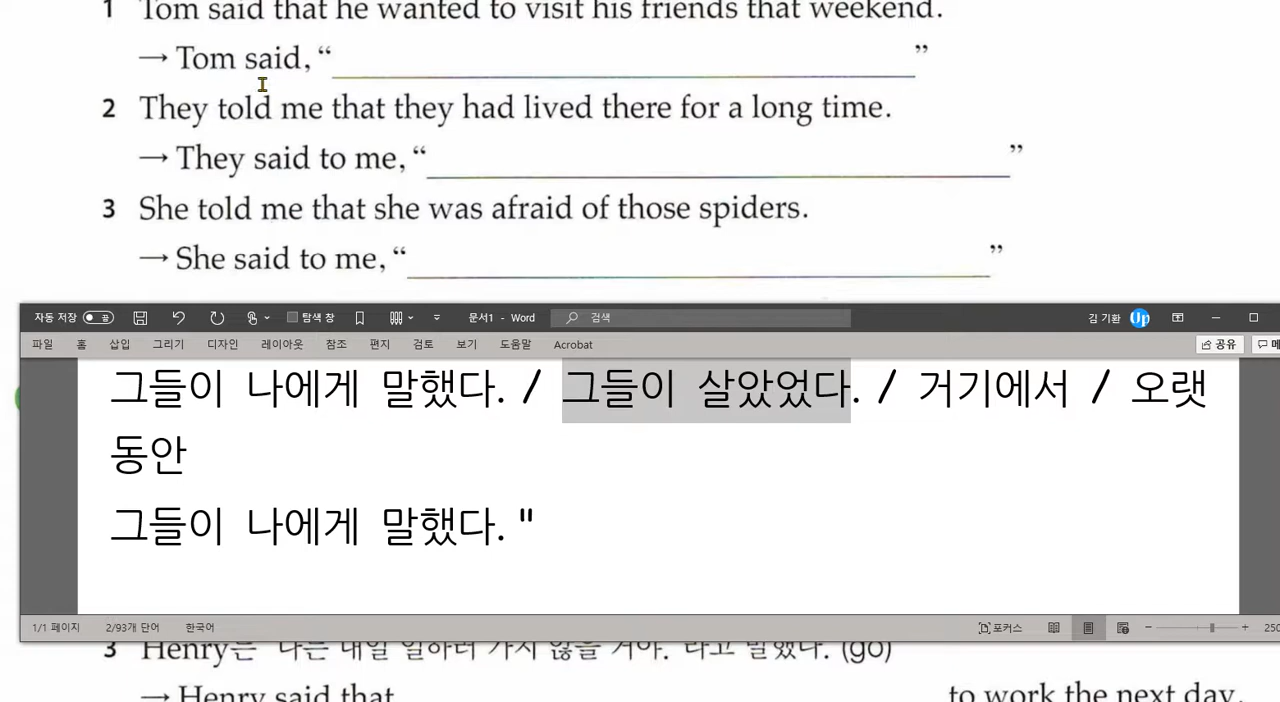 1 Tom said that he wanted to visit his friends that weekend.
→ Tom said, “ ”
2 They told me that they had lived there for a long time.
→ They said to me, “ ”
3 She told me that she was afraid of those spiders.
→ She said to me, “ ”
자동 저장 끔 탐색 창 문서1 - Word 검색 김 기환
파일 홈 삽입 그리기 디자인 레이아웃 참조 편지 검토 보기 도움말 Acrobat 공유 메
그들이 나에게 말했다. / 그들이 살았었다. / 거기에서 / 오랫
동안
그들이 나에게 말했다. "
1/1 페이지 2/93개 단어 한국어 포커스 250
3 Henry은 나는 내일 일하러 가지 않을 거야. 라고 말했다. (go)
→ Henry said that to work the next day.